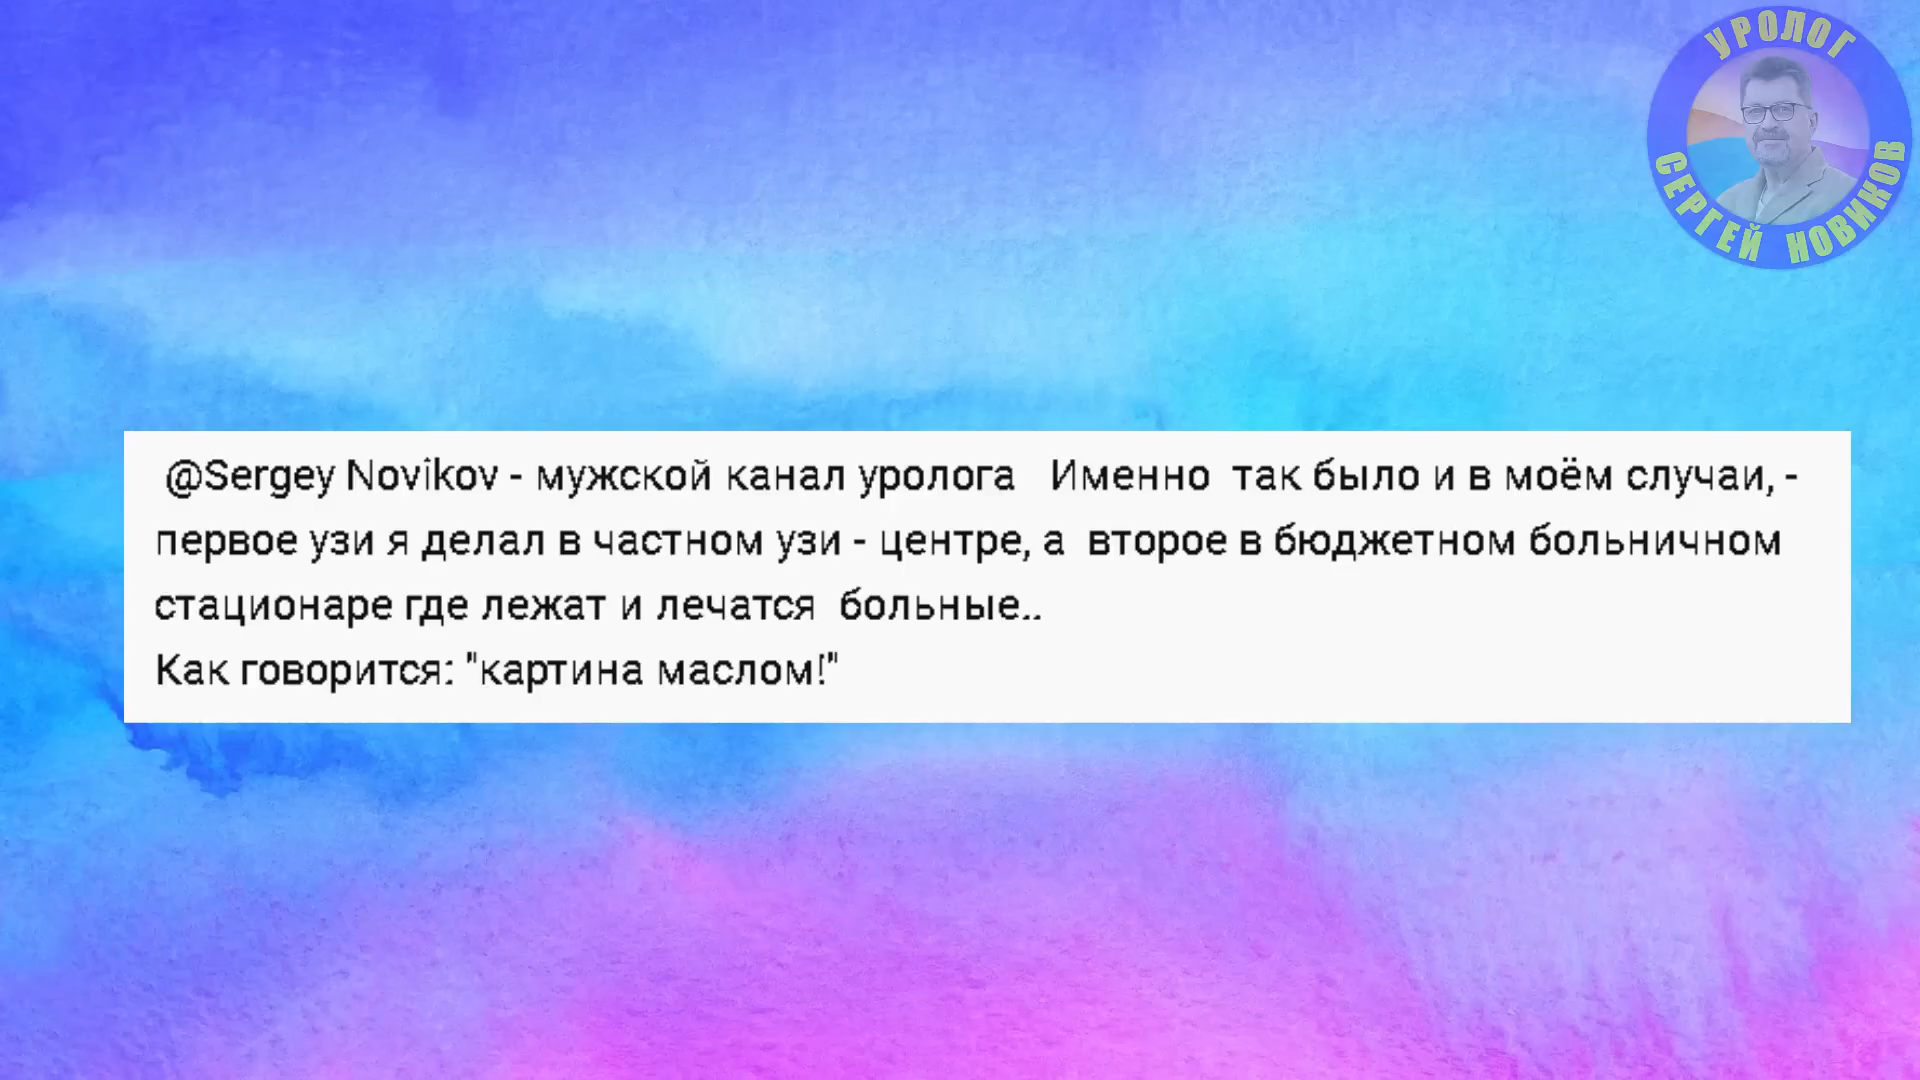 УРОЛОГ
СЕРГЕЙ НОВИКОВ
@Sergey Novikov - мужской канал уролога Именно так было и в моём случаи, -
первое узи я делал в частном узи - центре, а второе в бюджетном больничном
стационаре где лежат и лечатся больные..
Как говорится: "картина маслом!"